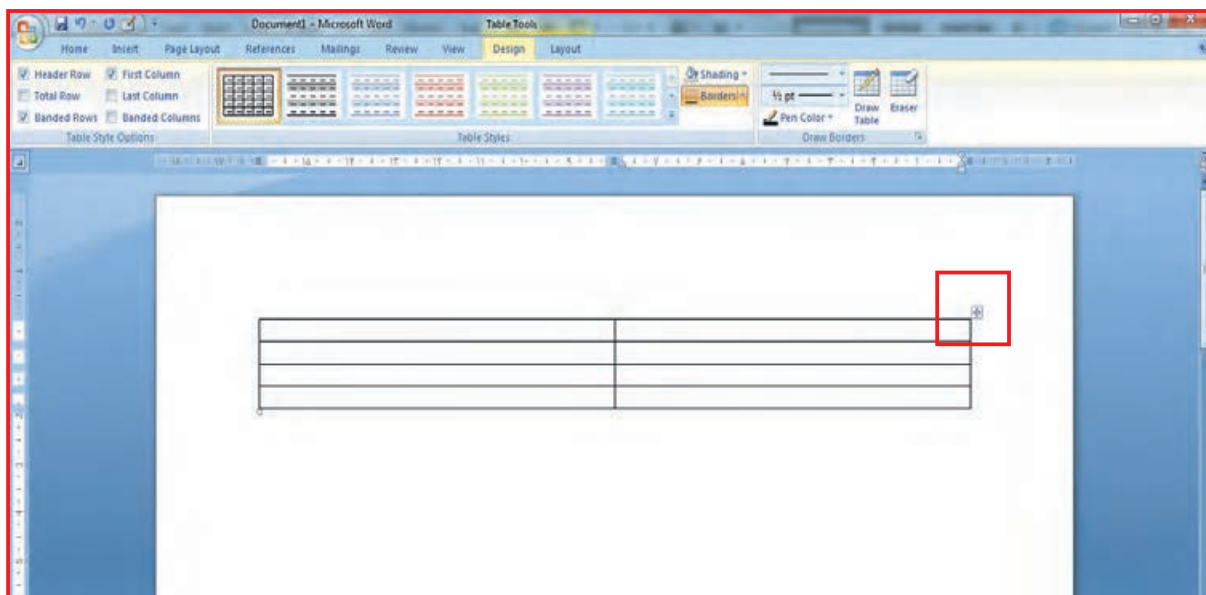 Document1 - Microsoft Word
Table Tools
Home Insert Page Layout References Mailings Review View Design Layout
Header Row First Column
Total Row Last Column
Banded Rows Banded Columns
Table Style Options
Table Styles
Shading
Borders
½ pt
Pen Color
Draw Table
Eraser
Draw Borders